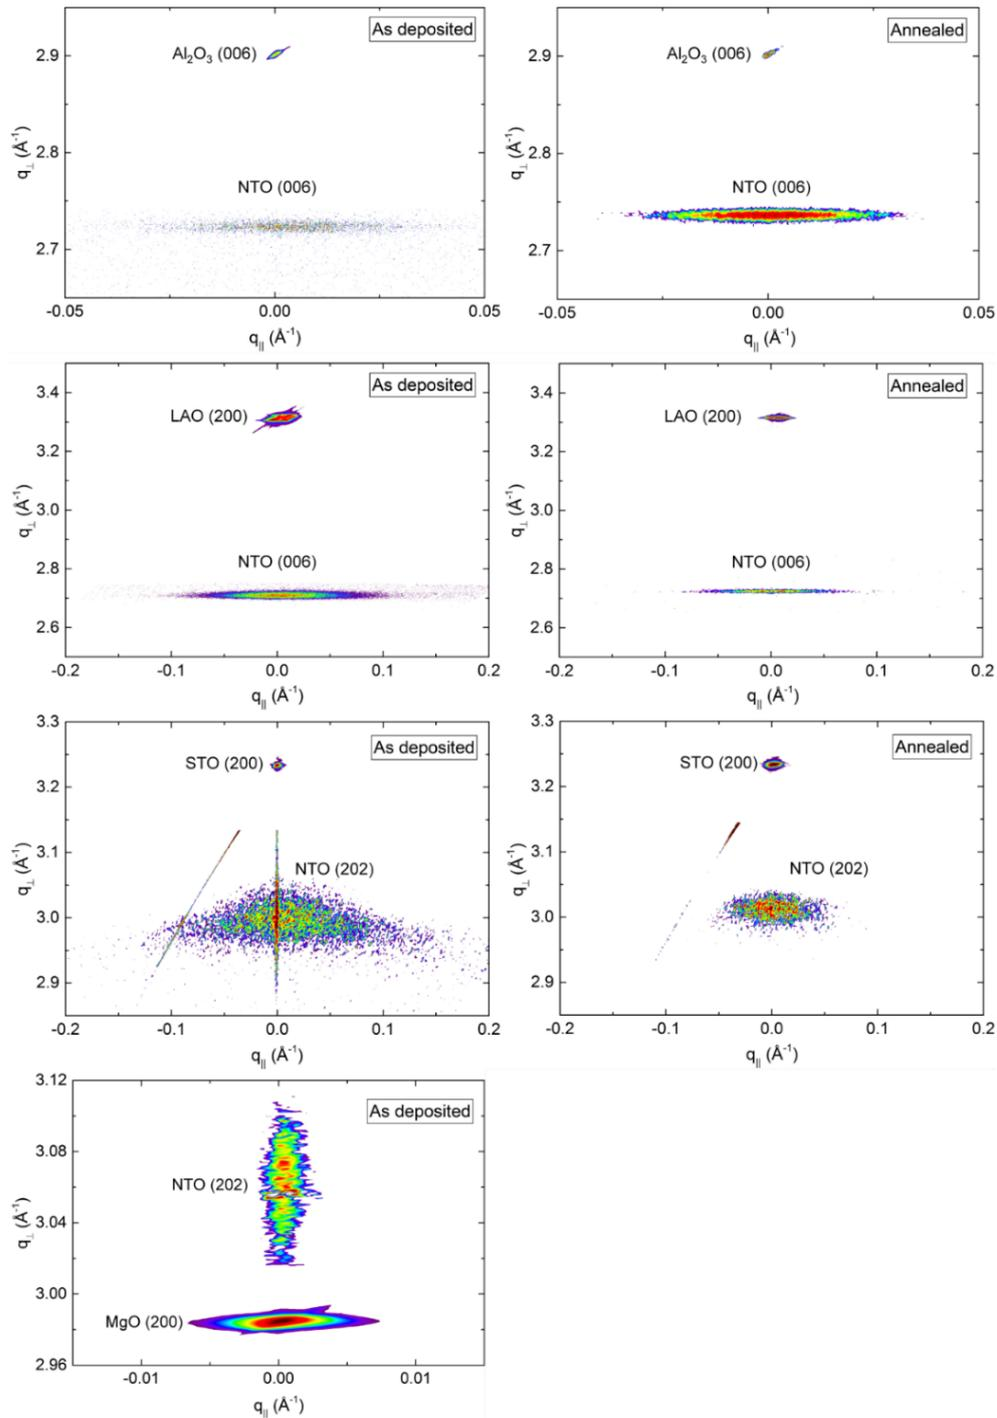 As deposited
Al₂O₃ (006)
NTO (006)
2.9
2.8
2.7
q⊥ (Å⁻¹)
-0.05
0.00
0.05
q|| (Å⁻¹)
Annealed
Al₂O₃ (006)
NTO (006)
2.9
2.8
2.7
q⊥ (Å⁻¹)
-0.05
0.00
0.05
q|| (Å⁻¹)
As deposited
LAO (200)
NTO (006)
3.4
3.2
3.0
2.8
2.6
q⊥ (Å⁻¹)
-0.2
-0.1
0.0
0.1
0.2
q|| (Å⁻¹)
Annealed
LAO (200)
NTO (006)
3.4
3.2
3.0
2.8
2.6
q⊥ (Å⁻¹)
-0.2
-0.1
0.0
0.1
0.2
q|| (Å⁻¹)
As deposited
STO (200)
NTO (202)
3.3
3.2
3.1
3.0
2.9
q⊥ (Å⁻¹)
-0.2
-0.1
0.0
0.1
0.2
q|| (Å⁻¹)
Annealed
STO (200)
NTO (202)
3.3
3.2
3.1
3.0
2.9
q⊥ (Å⁻¹)
-0.2
-0.1
0.0
0.1
0.2
q|| (Å⁻¹)
As deposited
NTO (202)
MgO (200)
3.12
3.08
3.04
3.00
2.96
q⊥ (Å⁻¹)
-0.01
0.00
0.01
q|| (Å⁻¹)